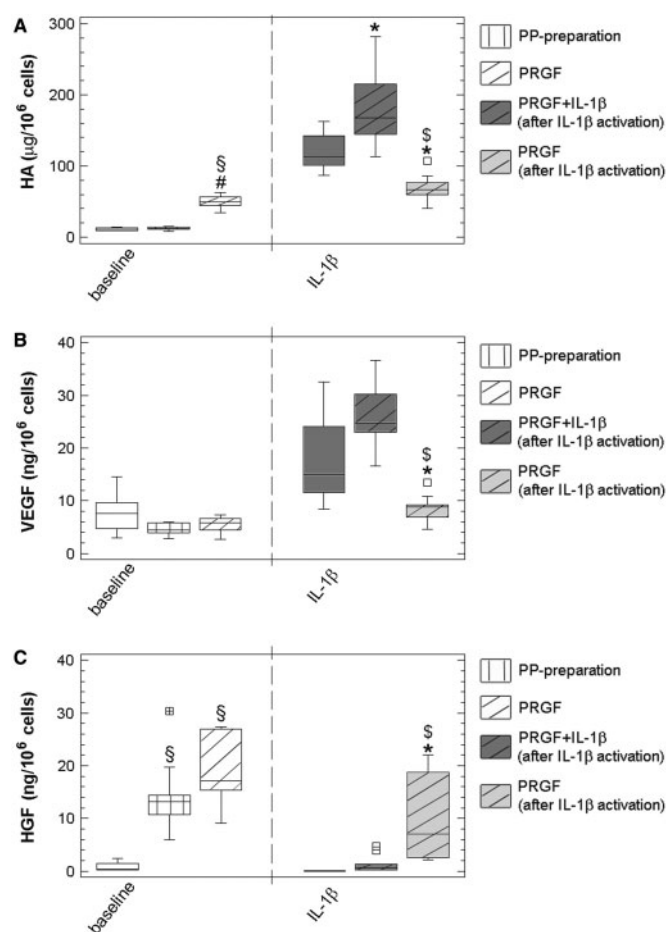 A
HA (µg/10⁶ cells)
300
200
100
0
§
#
*
$
*
baseline
IL-1β
PP-preparation
PRGF
PRGF+IL-1β
(after IL-1β activation)
PRGF
(after IL-1β activation)
B
VEGF (ng/10⁶ cells)
40
30
20
10
0
$
*
baseline
IL-1β
PP-preparation
PRGF
PRGF+IL-1β
(after IL-1β activation)
PRGF
(after IL-1β activation)
C
HGF (ng/10⁶ cells)
40
30
20
10
0
§
§
$
*
baseline
IL-1β
PP-preparation
PRGF
PRGF+IL-1β
(after IL-1β activation)
PRGF
(after IL-1β activation)